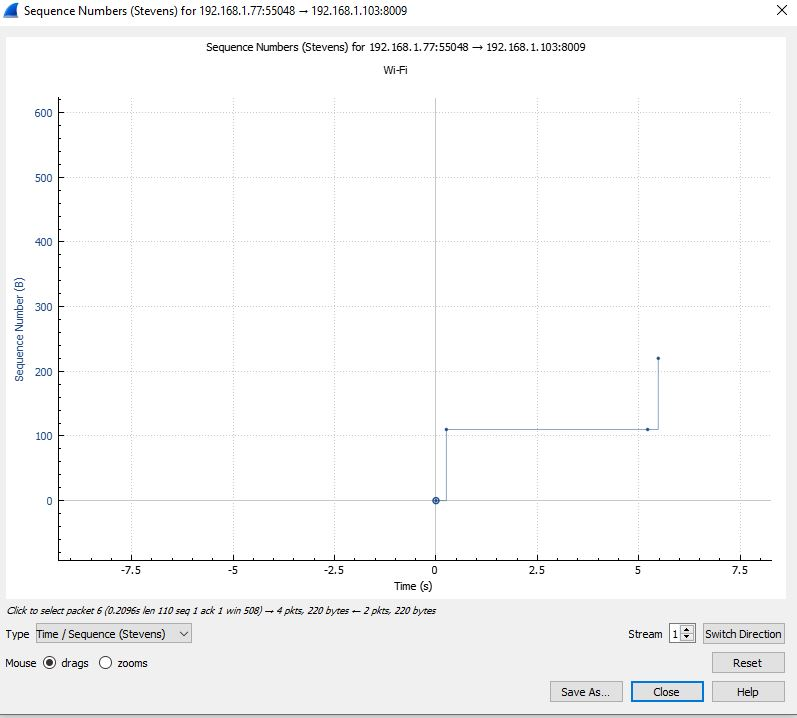 Sequence Numbers (Stevens) for 192.168.1.77:55048 → 192.168.1.103:8009
Sequence Numbers (Stevens) for 192.168.1.77:55048 → 192.168.1.103:8009
Wi-Fi
600
500
400
300
200
100
0
Sequence Number (B)
-7.5 -5 -2.5 0 2.5 5 7.5
Time (s)
Click to select packet 6 (0.2096s len 110 seq 1 ack 1 win 508) → 4 pkts, 220 bytes ← 2 pkts, 220 bytes
Type Time / Sequence (Stevens) Stream 1 Switch Direction
Mouse drags zooms Reset
Save As... Close Help